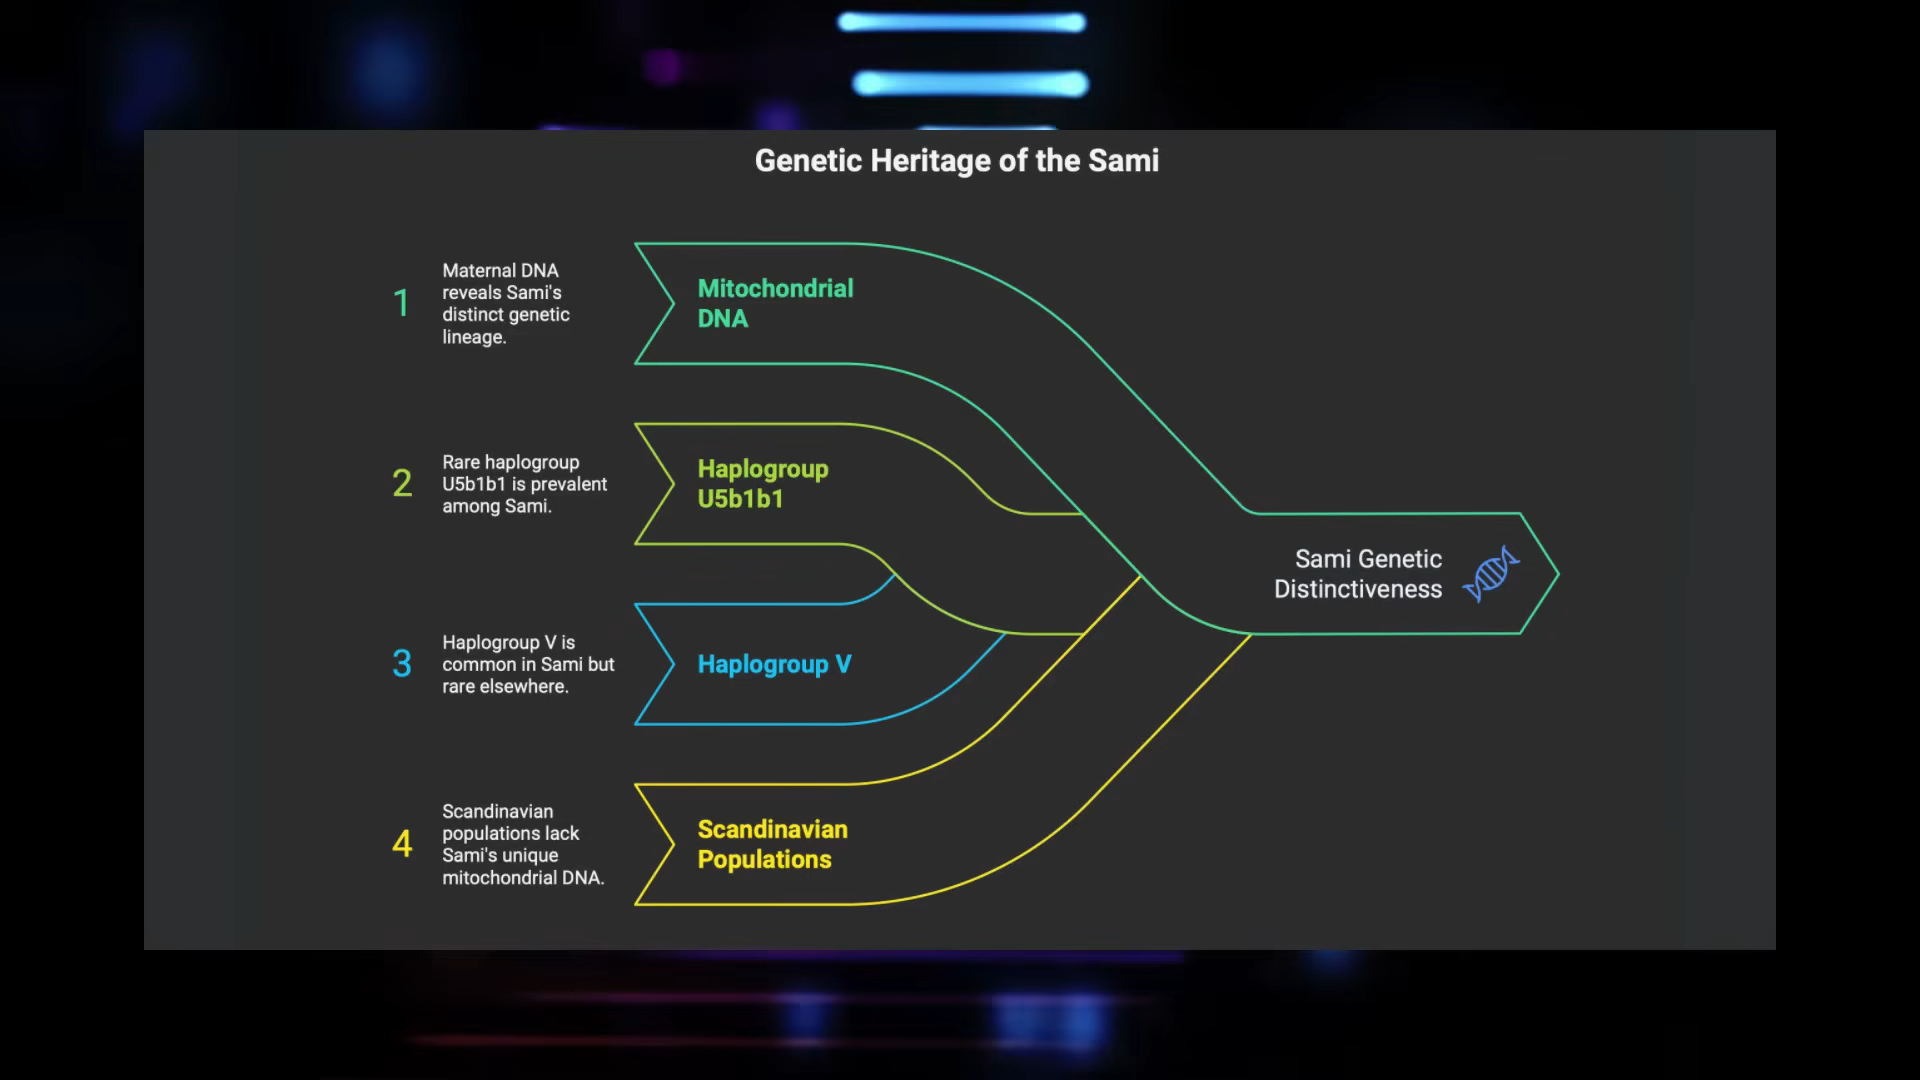 Genetic Heritage of the Sami
1
Maternal DNA
reveals Sami's
distinct genetic
lineage.
Mitochondrial
DNA
2
Rare haplogroup
U5b1b1 is prevalent
among Sami.
Haplogroup
U5b1b1
3
Haplogroup V is
common in Sami but
rare elsewhere.
Haplogroup V
4
Scandinavian
populations lack
Sami's unique
mitochondrial DNA.
Scandinavian
Populations
Sami Genetic
Distinctiveness